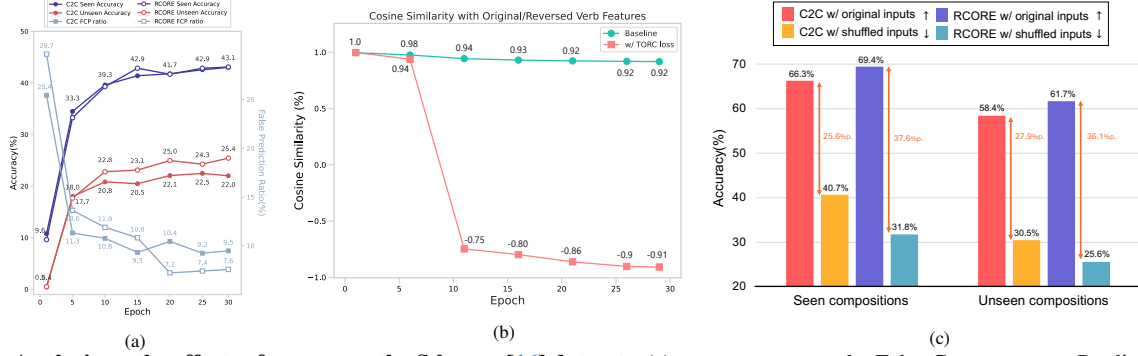 C2C Seen Accuracy
RCORE Seen Accuracy
C2C Unseen Accuracy
RCORE Unseen Accuracy
C2C FCP ratio
RCORE FCP ratio
50
40
30
20
10
0
Accuracy(%)
25
20
15
10
False Prediction Ratio(%)
29.7
25.4
9.6
33.3
39.3
42.9
41.7
42.9
43.1
18.0
17.7
22.8
23.1
25.0
24.3
25.4
20.8
20.5
22.1
22.5
22.0
13.6
11.9
10.8
11.3
10.8
9.3
10.4
9.2
9.5
7.2
7.4
7.6
0 5 10 15 20 25 30
Epoch
(a)
Cosine Similarity with Original/Reversed Verb Features
Baseline
w/ TORC loss
1.0
0.5
0.0
−0.5
−1.0
Cosine Similarity (%)
1.0
0.98
0.94
0.93
0.92
0.92
0.92
0.94
-0.75
-0.80
-0.86
-0.9
-0.91
0 5 10 15 20 25 30
Epoch
(b)
C2C w/ original inputs ↑
RCORE w/ original inputs ↑
C2C w/ shuffled inputs ↓
RCORE w/ shuffled inputs ↓
70
60
50
40
30
20
Accuracy(%)
66.3%
69.4%
25.6%p.
37.6%p.
40.7%
31.8%
58.4%
61.7%
27.9%p.
36.1%p.
30.5%
25.6%
Seen compositions
Unseen compositions
(c)